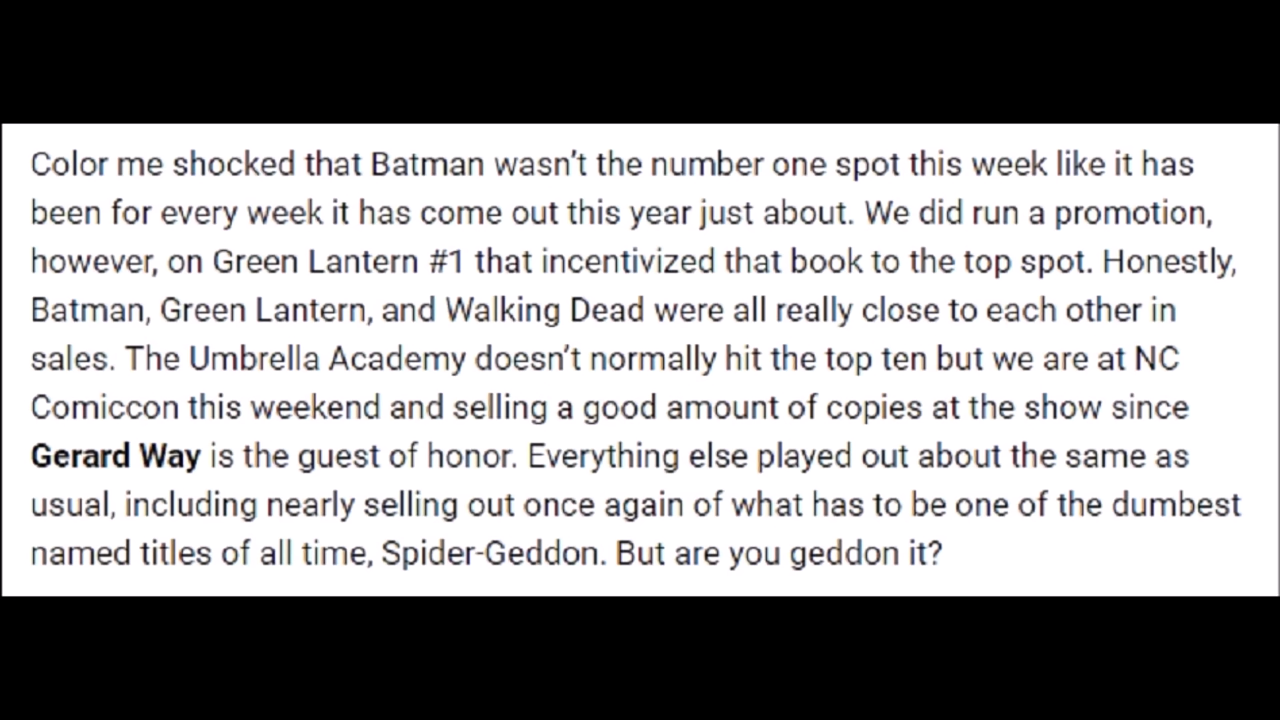 Color me shocked that Batman wasn’t the number one spot this week like it has
been for every week it has come out this year just about. We did run a promotion,
however, on Green Lantern #1 that incentivized that book to the top spot. Honestly,
Batman, Green Lantern, and Walking Dead were all really close to each other in
sales. The Umbrella Academy doesn’t normally hit the top ten but we are at NC
Comiccon this weekend and selling a good amount of copies at the show since
Gerard Way is the guest of honor. Everything else played out about the same as
usual, including nearly selling out once again of what has to be one of the dumbest
named titles of all time, Spider-Geddon. But are you geddon it?